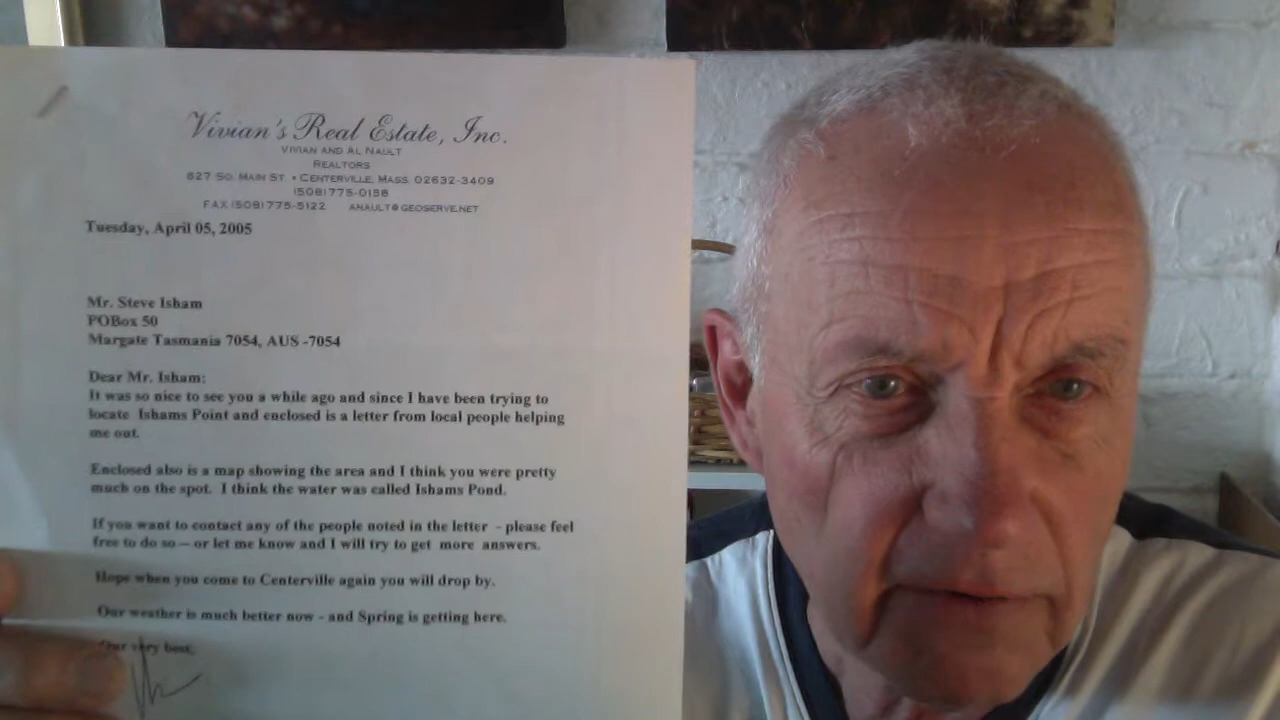 Vivian's Real Estate, Inc.
VIVIAN AND AL NAULT
REALTORS
627 SO. MAIN ST. • CENTERVILLE, MASS. 02632-3409
(508) 775-0158
FAX (508) 775-5122 ANAULT@GEOSERVE.NET
Tuesday, April 05, 2005
Mr. Steve Isham
POBox 50
Margate Tasmania 7054, AUS -7054
Dear Mr. Isham:
It was so nice to see you a while ago and since I have been trying to
locate Ishams Point and enclosed is a letter from local people helping
me out.
Enclosed also is a map showing the area and I think you were pretty
much on the spot. I think the water was called Ishams Pond.
If you want to contact any of the people noted in the letter - please feel
free to do so – or let me know and I will try to get more answers.
Hope when you come to Centerville again you will drop by.
Our weather is much better now - and Spring is getting here.
Our very best,